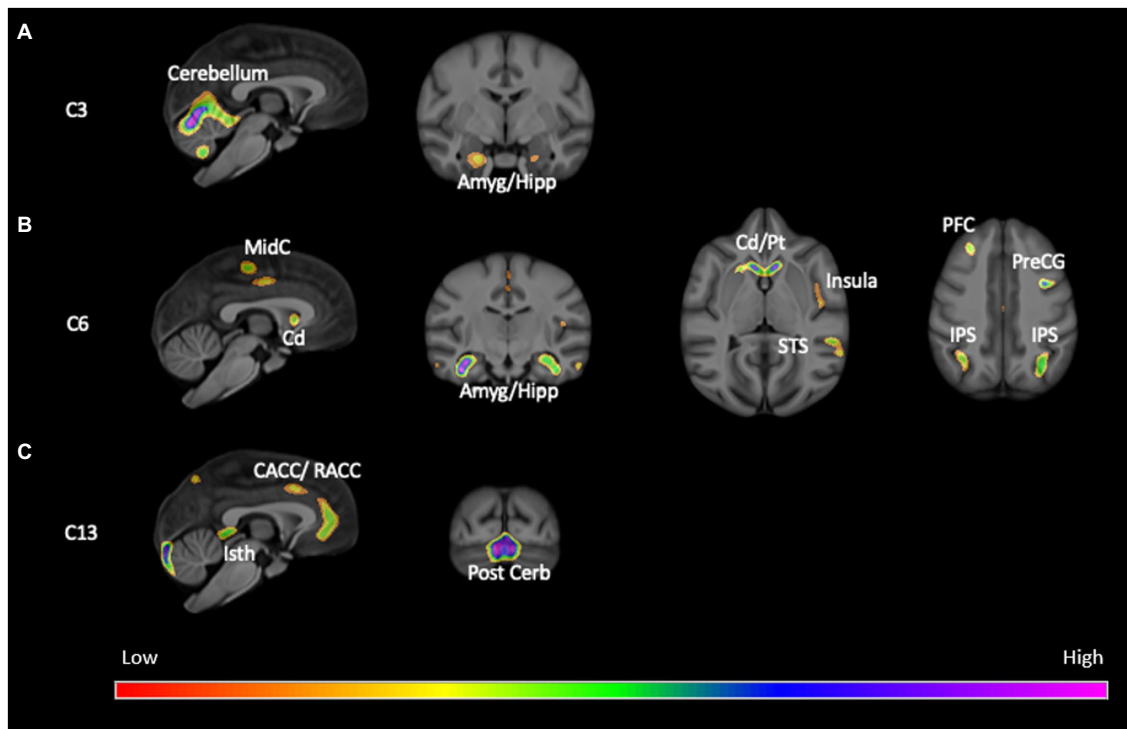 A
C3
Cerebellum
Amyg/Hipp
B
C6
MidC
Cd
Amyg/Hipp
Cd/Pt
Insula
STS
PFC
PreCG
IPS
IPS
C
C13
CACC/ RACC
Isth
Post Cerb
Low
High